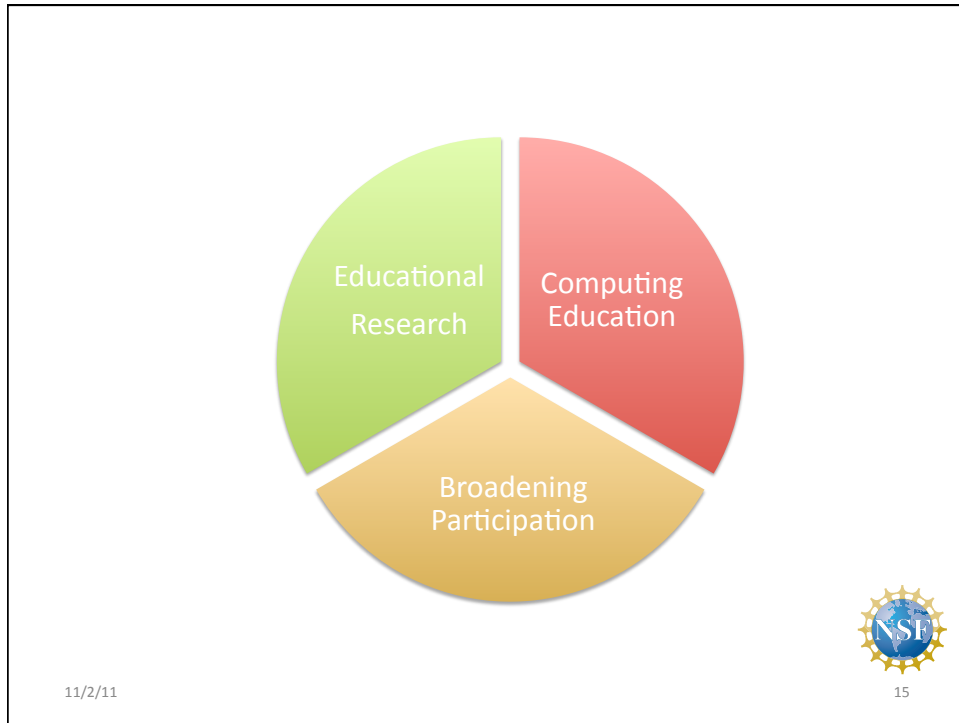 Educational
Research
Computing
Education
Broadening
Participation
NSF
11/2/11
15